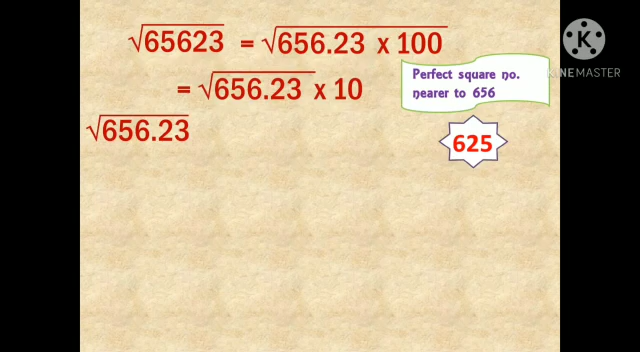 √65623 = √656.23 x 100
= √656.23 x 10
Perfect square no.
nearer to 656
√656.23
625
K
KINEMASTER